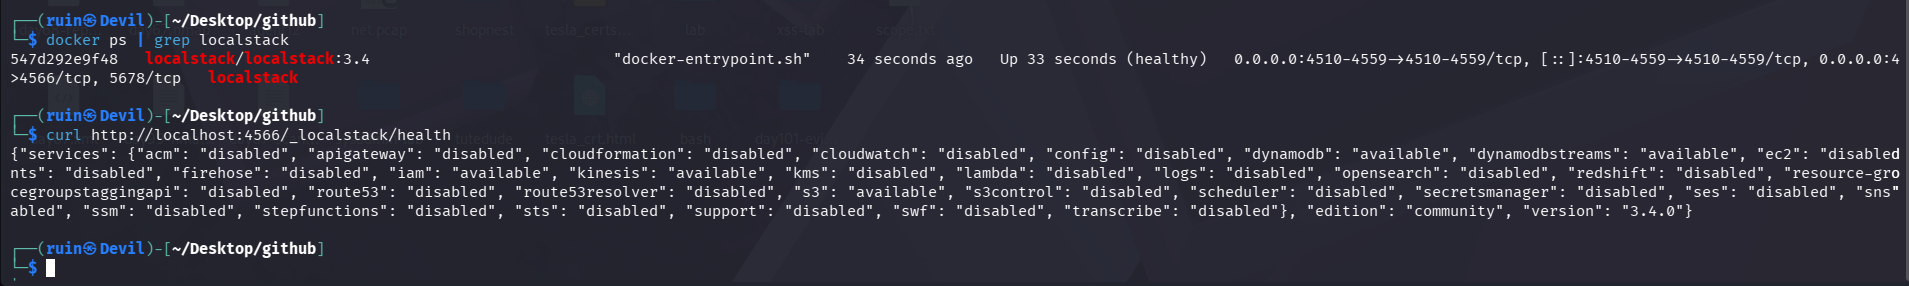 ┌──(ruin㉿Devil)-[~/Desktop/github]
└─$ docker ps | grep localstack
547d292e9f48   localstack/localstack:3.4                           "docker-entrypoint.sh"    34 seconds ago   Up 33 seconds (healthy)   0.0.0.0:4510-4559->4510-4559/tcp, [::]:4510-4559->4510-4559/tcp, 0.0.0.0:4
>4566/tcp, 5678/tcp   localstack
┌──(ruin㉿Devil)-[~/Desktop/github]
└─$ curl http://localhost:4566/_localstack/health
{"services": {"acm": "disabled", "apigateway": "disabled", "cloudformation": "disabled", "cloudwatch": "disabled", "config": "disabled", "dynamodb": "available", "dynamodbstreams": "available", "ec2": "disabled
nts": "disabled", "firehose": "disabled", "iam": "available", "kinesis": "available", "kms": "disabled", "lambda": "disabled", "logs": "disabled", "opensearch": "disabled", "redshift": "disabled", "resource-gro
cegroupstaggingapi": "disabled", "route53": "disabled", "route53resolver": "disabled", "s3": "available", "s3control": "disabled", "scheduler": "disabled", "secretsmanager": "disabled", "ses": "disabled", "sns"
abled", "ssm": "disabled", "stepfunctions": "disabled", "sts": "disabled", "support": "disabled", "swf": "disabled", "transcribe": "disabled"}, "edition": "community", "version": "3.4.0"}
┌──(ruin㉿Devil)-[~/Desktop/github]
└─$